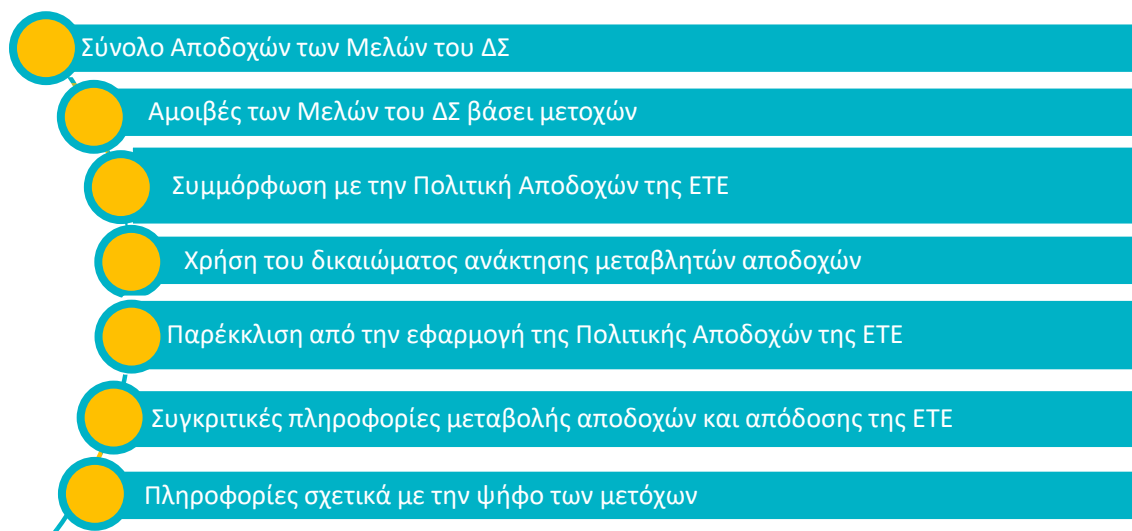 Σύνολο Αποδοχών των Μελών του ΔΣ
Αμοιβές των Μελών του ΔΣ βάσει μετοχών
Συμμόρφωση με την Πολιτική Αποδοχών της ΕΤΕ
Χρήση του δικαιώματος ανάκτησης μεταβλητών αποδοχών
Παρέκκλιση από την εφαρμογή της Πολιτικής Αποδοχών της ΕΤΕ
Συγκριτικές πληροφορίες μεταβολής αποδοχών και απόδοσης της ΕΤΕ
Πληροφορίες σχετικά με την ψήφο των μετόχων